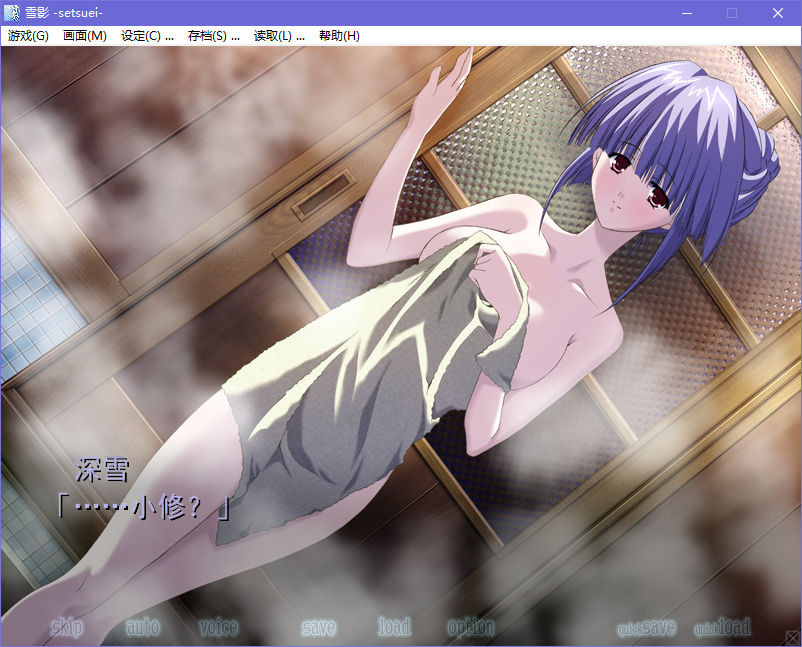 雪影 -setsuei-
游戏(G) 画面(M) 设定(C) ... 存档(S) ... 读取(L) ... 帮助(H)
深雪
「……小修？」
skip auto voice save load option quicksave quickload